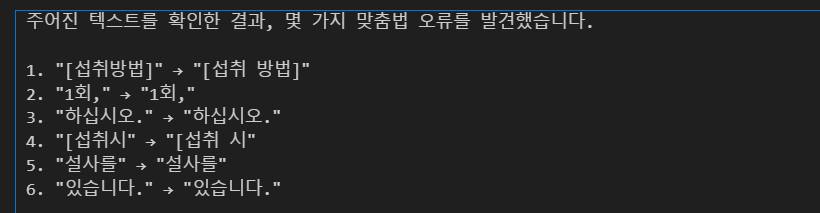 주어진 텍스트를 확인한 결과, 몇 가지 맞춤법 오류를 발견했습니다.
1. "[섭취방법]" → "[섭취 방법]"
2. "1회," → "1회,"
3. "하십시오." → "하십시오."
4. "[섭취시" → "[섭취 시"
5. "설사를" → "설사를"
6. "있습니다." → "있습니다."